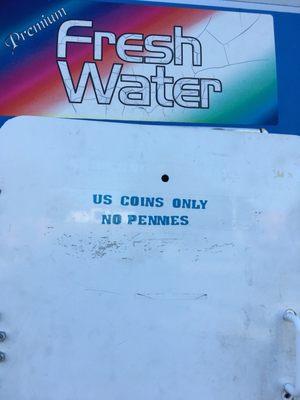 Premium
Fresh
Water
US COINS ONLY
NO PENNIES